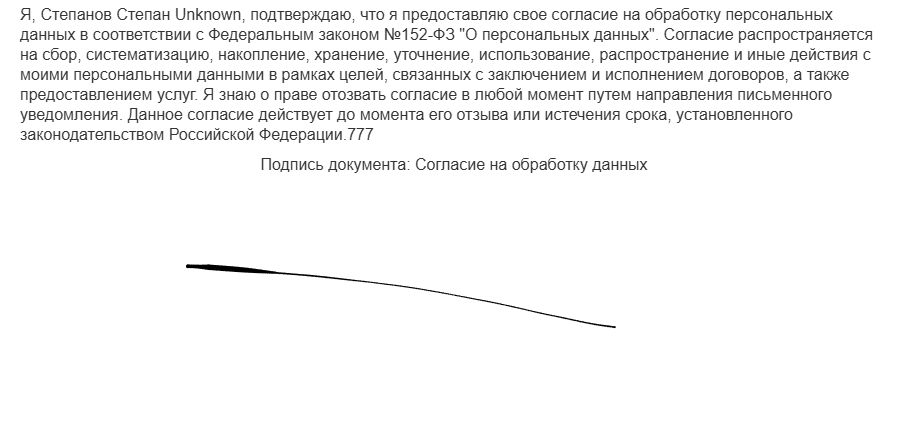 Я, Степанов Степан Unknown, подтверждаю, что я предоставляю свое согласие на обработку персональных
данных в соответствии с Федеральным законом №152-ФЗ "О персональных данных". Согласие распространяется
на сбор, систематизацию, накопление, хранение, уточнение, использование, распространение и иные действия с
моими персональными данными в рамках целей, связанных с заключением и исполнением договоров, а также
предоставлением услуг. Я знаю о праве отозвать согласие в любой момент путем направления письменного
уведомления. Данное согласие действует до момента его отзыва или истечения срока, установленного
законодательством Российской Федерации.777
Подпись документа: Согласие на обработку данных